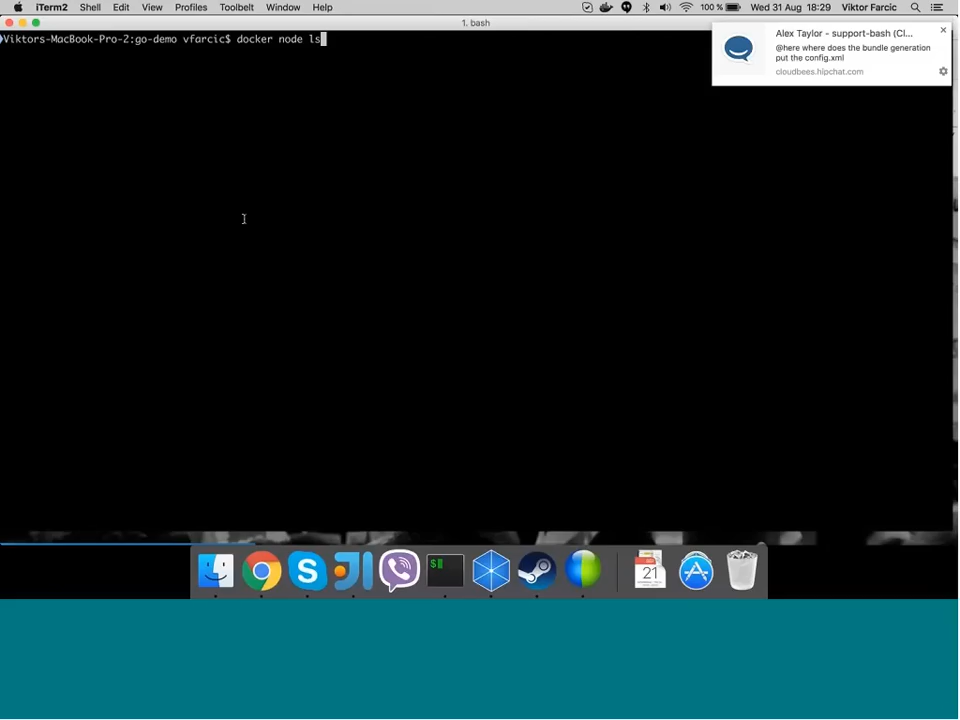 iTerm2 Shell Edit View Profiles Toolbelt Window Help 100 % Wed 31 Aug 18:29 Viktor Farcic
1. bash
Viktors-MacBook-Pro-2:go-demo vfarcic$ docker node ls
Alex Taylor - support-bash (Cl...
@here where does the bundle generation
put the config.xml
cloudbees.hipchat.com
$
21